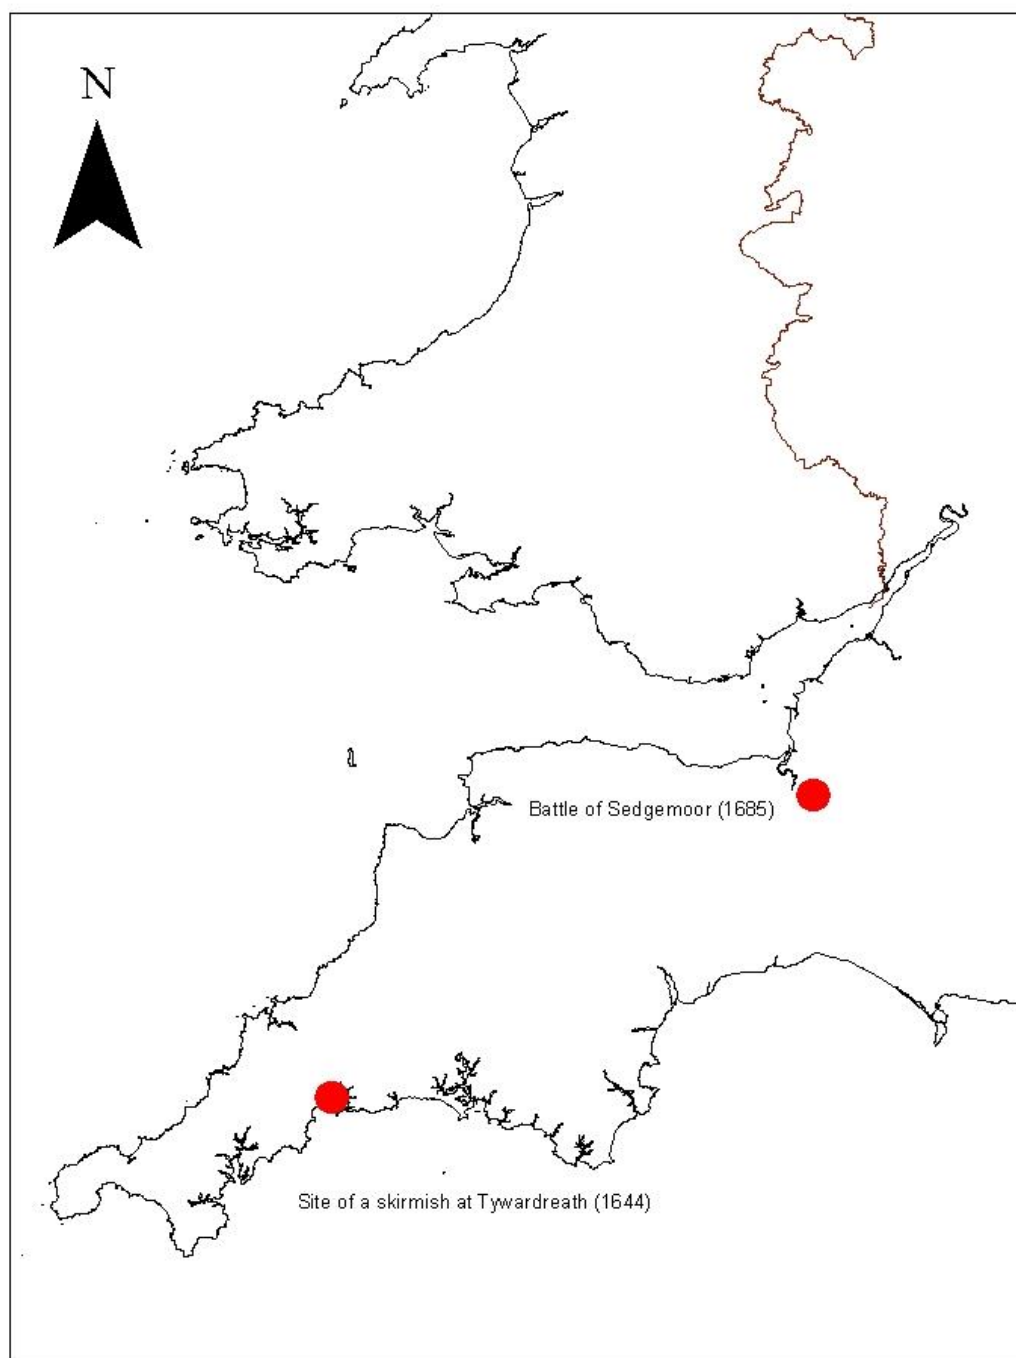 N
Battle of Sedgemoor (1685)
Site of a skirmish at Tywardreath (1644)